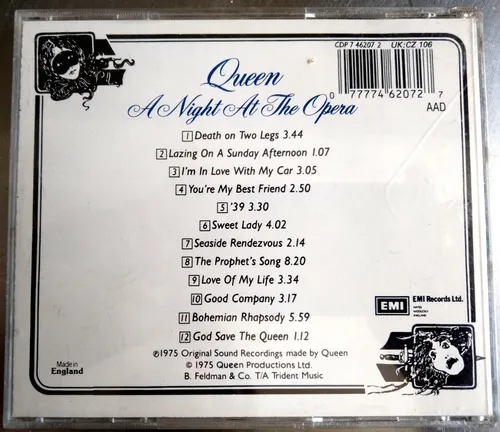 CDP 7 46207 2 UK:CZ 106
0 77774 62072 7
AAD
Queen
A Night At The Opera
1 Death on Two Legs 3.44
2 Lazing On A Sunday Afternoon 1.07
3 I'm In Love With My Car 3.05
4 You're My Best Friend 2.50
5 '39 3.30
6 Sweet Lady 4.02
7 Seaside Rendezvous 2.14
8 The Prophet's Song 8.20
9 Love Of My Life 3.34
10 Good Company 3.17
11 Bohemian Rhapsody 5.59
12 God Save The Queen 1.12
EMI EMI Records Ltd.
HAYES
MIDDLESEX
ENGLAND
Made in
England
℗1975 Original Sound Recordings made by Queen
© 1975 Queen Productions Ltd.
B. Feldman & Co. T/A Trident Music